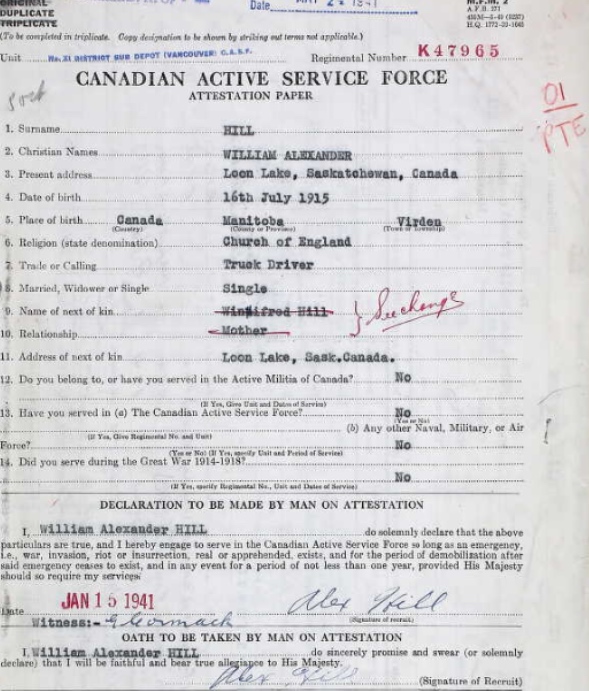 ORIGINAL
DUPLICATE
TRIPLICATE
Date
M.F.M. 2
(To be completed in triplicate. Copy designation to be shown by striking out terms not applicable.)
Unit No.11 DISTRICT SUB DEPOT (VANCOUVER) C.A.S.F. Regimental Number K47965
CANADIAN ACTIVE SERVICE FORCE
ATTESTATION PAPER
01
PTE
1. Surname HILL
2. Christian Names WILLIAM ALEXANDER
3. Present address Loon Lake, Saskatchewan, Canada
4. Date of birth 16th July 1915
5. Place of birth Canada Manitoba Virden
(Country) (County or Province) (Town or Township)
6. Religion (state denomination) Church of England
7. Trade or Calling Truck Driver
8. Married, Widower or Single Single
9. Name of next of kin Winnifred Hill
See change
10. Relationship Mother
11. Address of next of kin Loon Lake, Sask.Canada.
12. Do you belong to, or have you served in the Active Militia of Canada? No
(If Yes, Give Unit and Dates of Service)
13. Have you served in (a) The Canadian Active Service Force? No
(Yes or No)
(If Yes, Give Regimental No. and Unit) (b) Any other Naval, Military, or Air
Force? No
(Yes or No) (If Yes, specify Unit and Period of Service)
14. Did you serve during the Great War 1914-1918?
No
(If Yes, specify Regimental No., Unit and Dates of Service)
DECLARATION TO BE MADE BY MAN ON ATTESTATION
I, William Alexander HILL do solemnly declare that the above
particulars are true, and I hereby engage to serve in the Canadian Active Service Force so long as an emergency,
i.e., war, invasion, riot or insurrection, real or apprehended, exists, and for the period of demobilization after
said emergency ceases to exist, and in any event for a period of not less than one year, provided His Majesty
should so require my services.
Date JAN 15 1941 Alex Hill
Witness:- (Signature of recruit)
OATH TO BE TAKEN BY MAN ON ATTESTATION
I, William Alexander HILL do sincerely promise and swear (or solemnly
declare) that I will be faithful and bear true allegiance to His Majesty.
Alex Hill (Signature of Recruit)